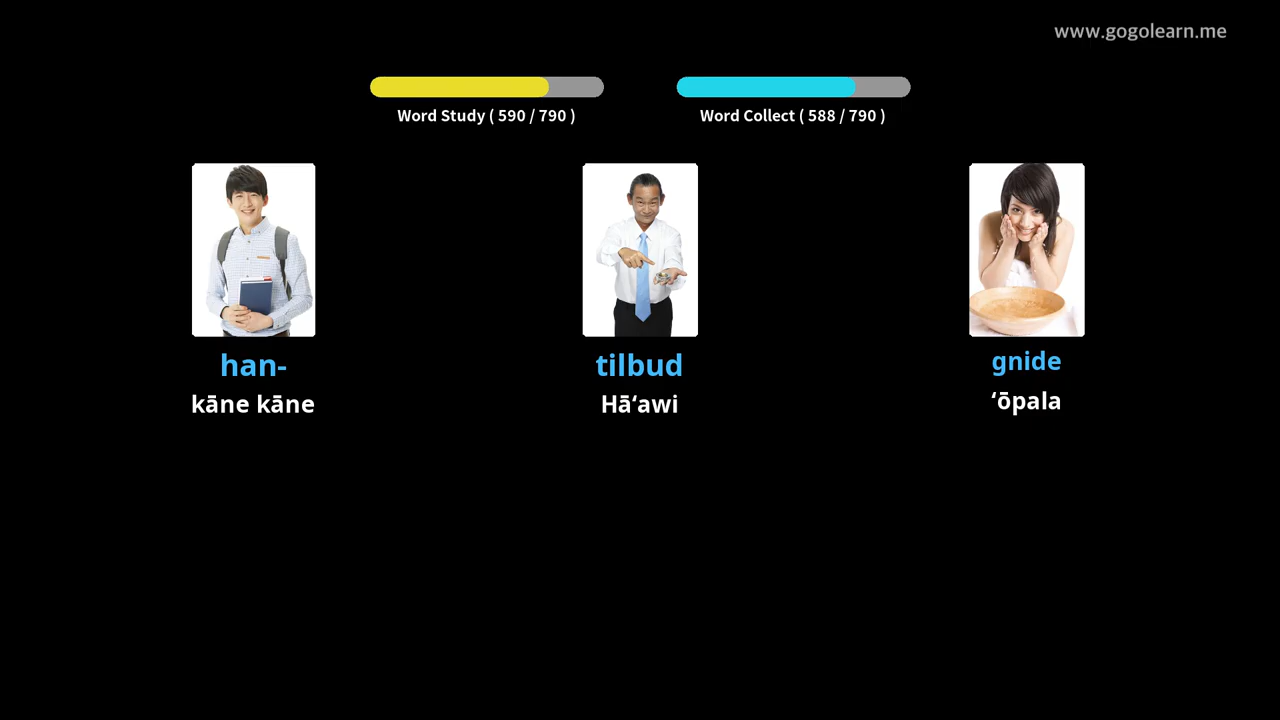 www.gogolearn.me
Word Study ( 590 / 790 )
Word Collect ( 588 / 790 )
han-
tilbud
gnide
kāne kāne
Hāʻawi
ʻōpala